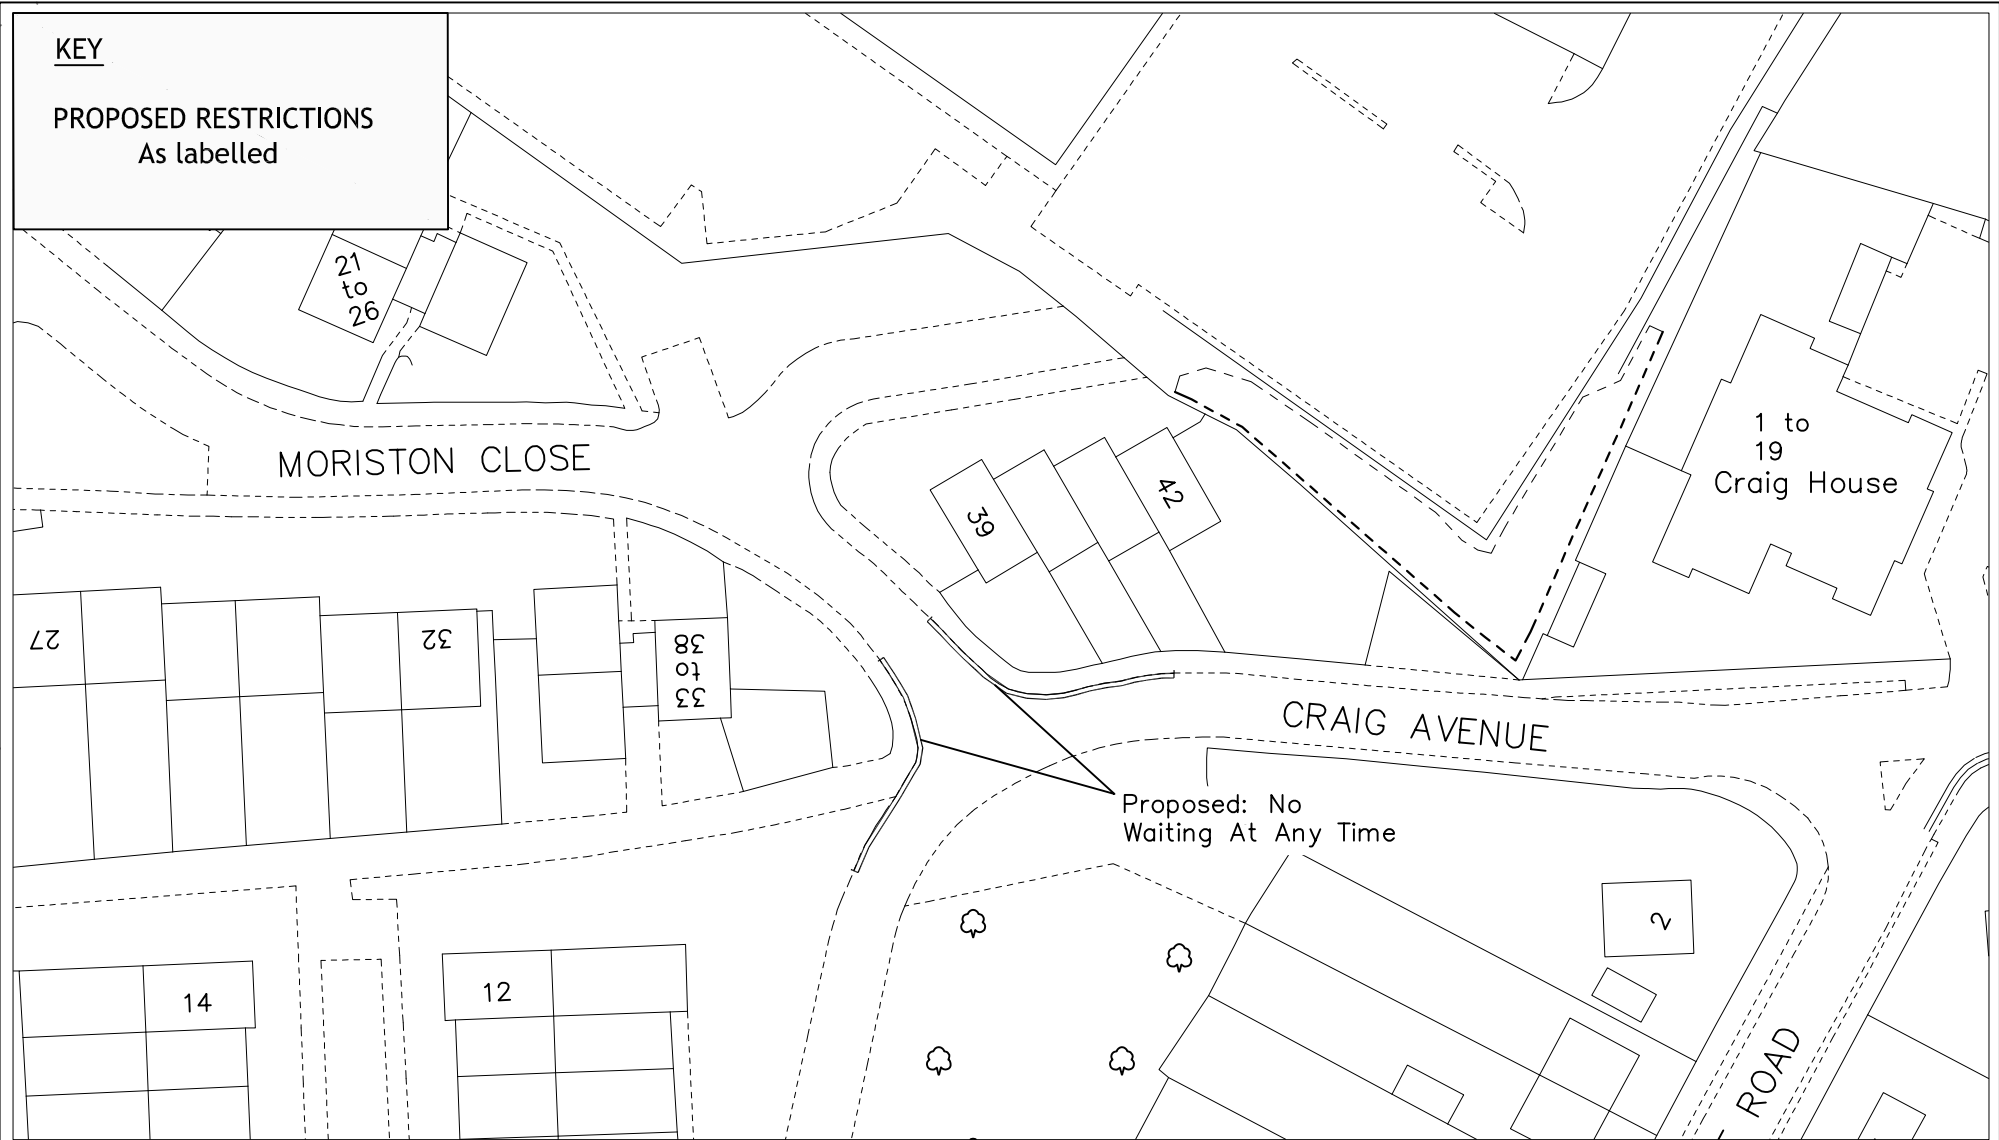 KEY
PROPOSED RESTRICTIONS
As labelled
21
to
26
MORISTON CLOSE
39
42
1 to
19
Craig House
27
32
33
to
38
CRAIG AVENUE
Proposed: No
Waiting At Any Time
2
14
12
ROAD